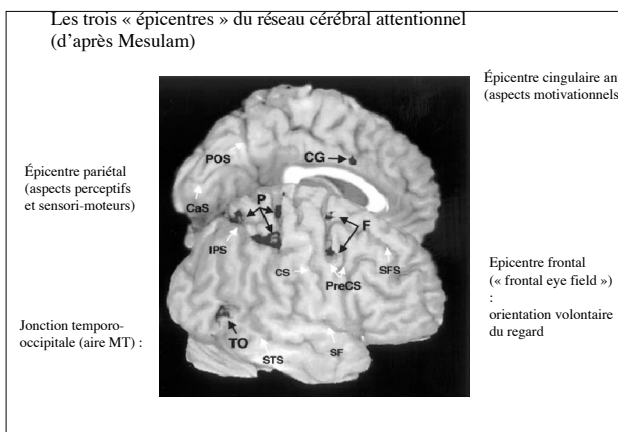 Les trois « épicentres » du réseau cérébral attentionnel
(d'après Mesulam)
Épicentre cingulaire an
(aspects motivationnels
Épicentre pariétal
(aspects perceptifs
et sensori-moteurs)
Epicentre frontal
(« frontal eye field »)
:
orientation volontaire
du regard
Jonction temporo-
occipitale (aire MT) :
POS
CG
CaS
P
F
IPS
CS
PreCS
SFS
TO
STS
SF